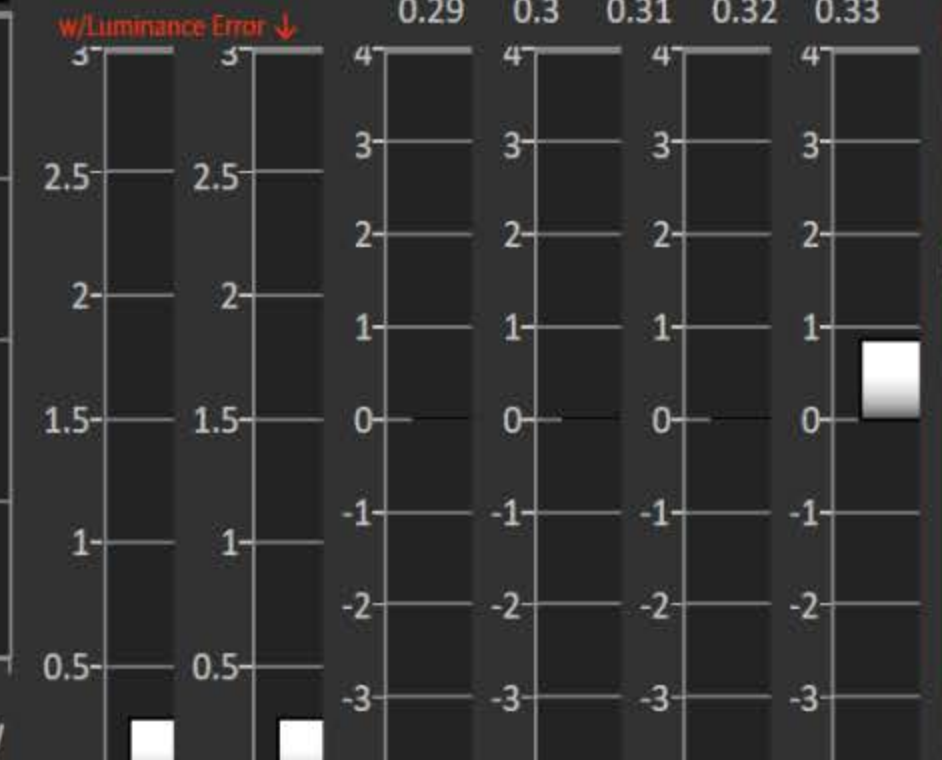 0.29 0.3 0.31 0.32 0.33
w/Luminance Error ↓
3 3 4 4 4 4
3 3 3 3
2.5 2.5
2 2 2 2
2 2
1 1 1 1
1.5 1.5 0 0 0 0
-1 -1 -1 -1
1 1
-2 -2 -2 -2
0.5 0.5
-3 -3 -3 -3